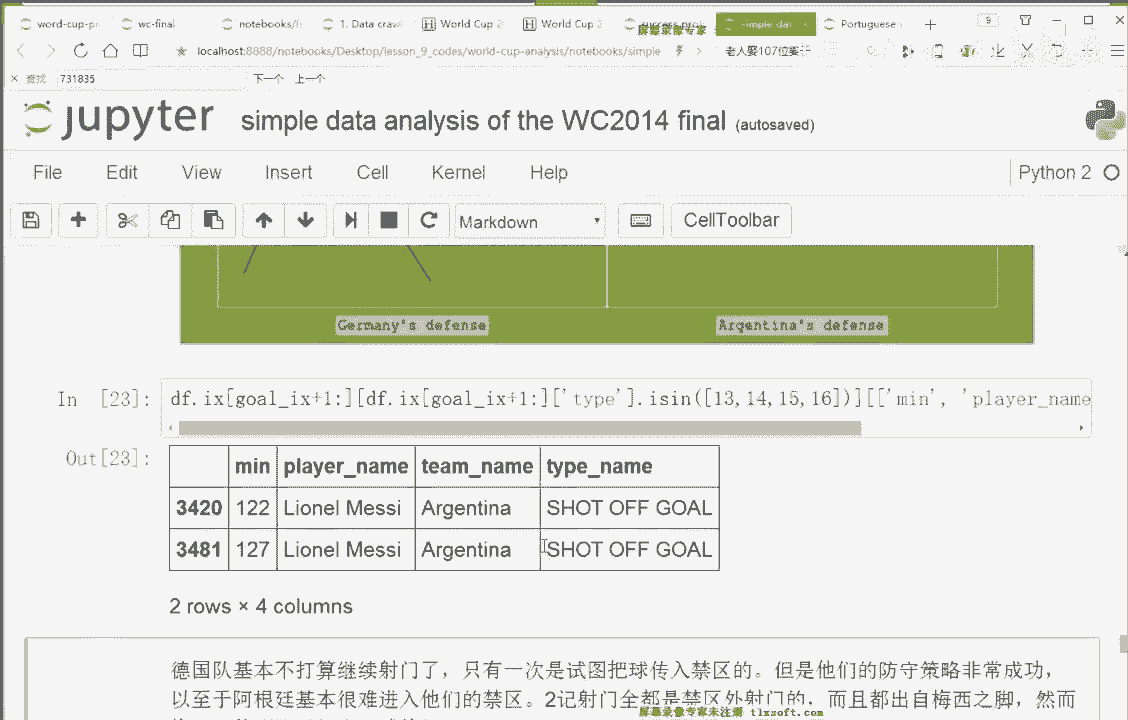 word-cup-pr
wc-final
notebooks/f
1. Data crawl
World Cup 2
World Cup 2
success pro
simple dat
Portuguese
9
屏幕录像专家
localhost:8888/notebooks/Desktop/lesson_9_codes/world-cup-analysis/notebooks/simple
查找 731835 下一个 上一个
jupyter simple data analysis of the WC2014 final (autosaved)
File Edit View Insert Cell Kernel Help Python 2
Markdown CellToolbar
Germany's defense Argentina's defense
In [23]: df.ix[goal_ix+1:][df.ix[goal_ix+1:]['type'].isin([13,14,15,16])][['min', 'player_name
Out[23]:
min player_name team_name type_name
3420 122 Lionel Messi Argentina SHOT OFF GOAL
3481 127 Lionel Messi Argentina SHOT OFF GOAL
2 rows × 4 columns
德国队基本不打算继续射门了，只有一次是试图把球传入禁区的。但是他们的防守策略非常成功，
以至于阿根廷基本很难进入他们的禁区。2记射门全都是禁区外射门的，而且都出自梅西之脚，然而
屏幕录像专家未注册 tlxsoft.com